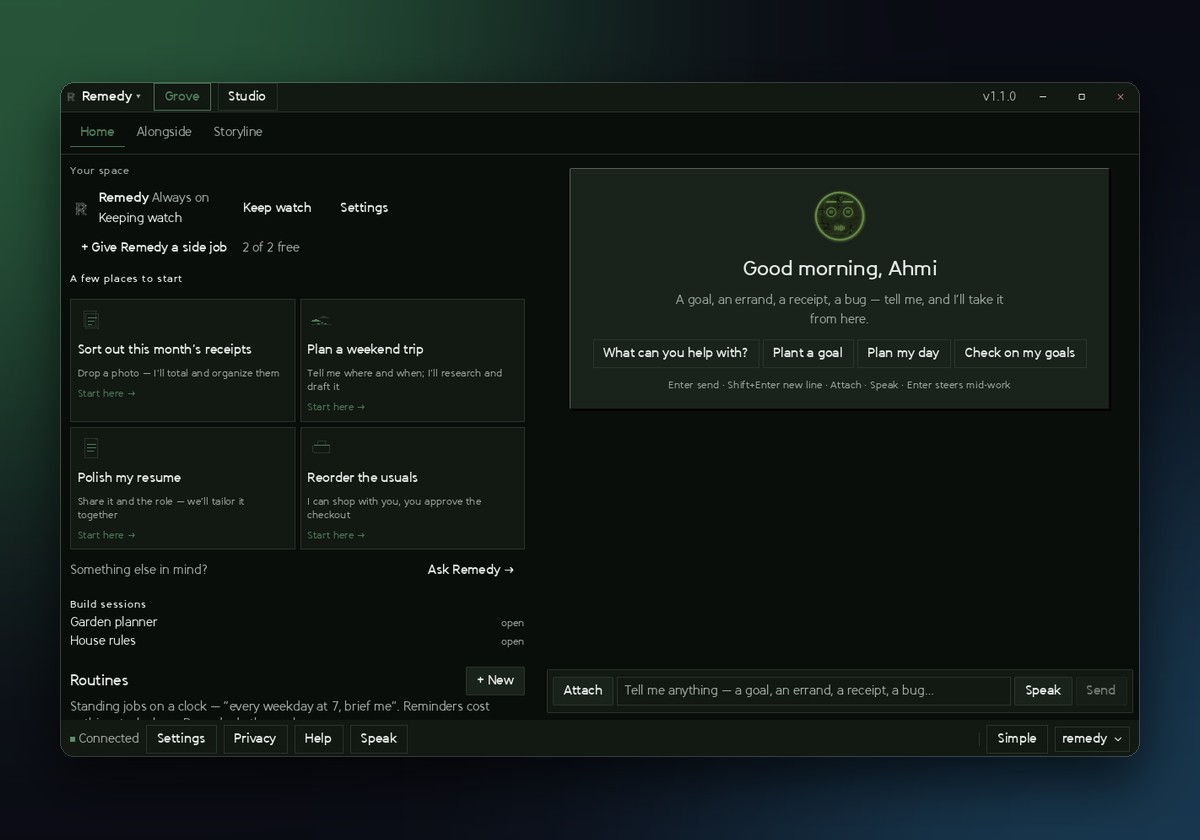 Remedy
Grove
Studio
v1.1.0
Home
Alongside
Storyline
Your space
Remedy Always on
Keeping watch
Keep watch
Settings
+ Give Remedy a side job
2 of 2 free
A few places to start
Sort out this month's receipts
Drop a photo — I'll total and organize them
Start here →
Plan a weekend trip
Tell me where and when; I'll research and
draft it
Start here →
Polish my resume
Share it and the role — we'll tailor it
together
Start here →
Reorder the usuals
I can shop with you, you approve the
checkout
Start here →
Something else in mind?
Ask Remedy →
Build sessions
Garden planner
open
House rules
open
Routines
+ New
Standing jobs on a clock — "every weekday at 7, brief me". Reminders cost
Good morning, Ahmi
A goal, an errand, a receipt, a bug — tell me, and I'll take it
from here.
What can you help with?
Plant a goal
Plan my day
Check on my goals
Enter send · Shift+Enter new line · Attach · Speak · Enter steers mid-work
Attach
Tell me anything — a goal, an errand, a receipt, a bug…
Speak
Send
Connected
Settings
Privacy
Help
Speak
Simple
remedy